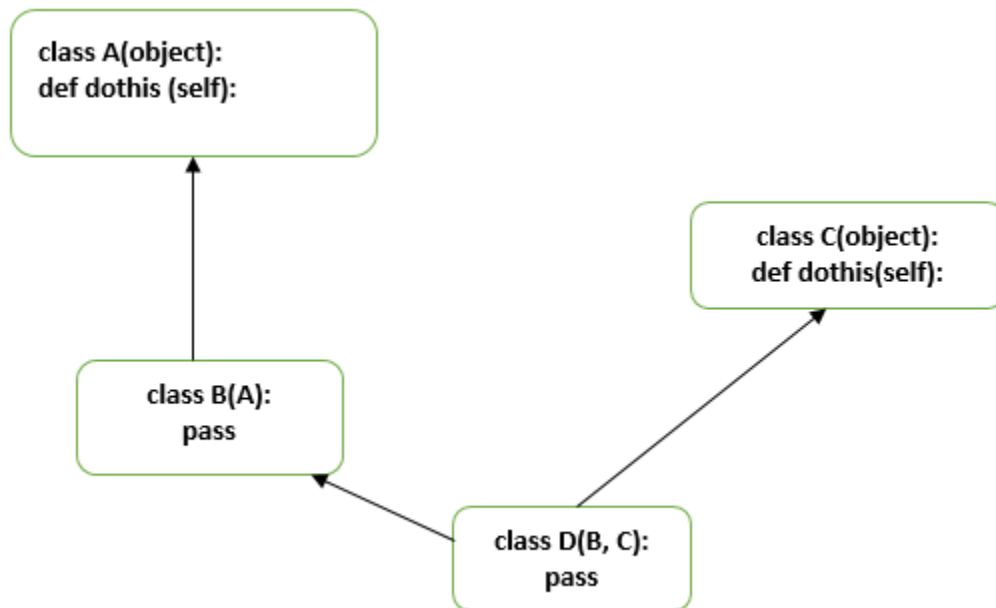 class A(object):
def dothis (self):
class C(object):
def dothis(self):
class B(A):
pass
class D(B, C):
pass